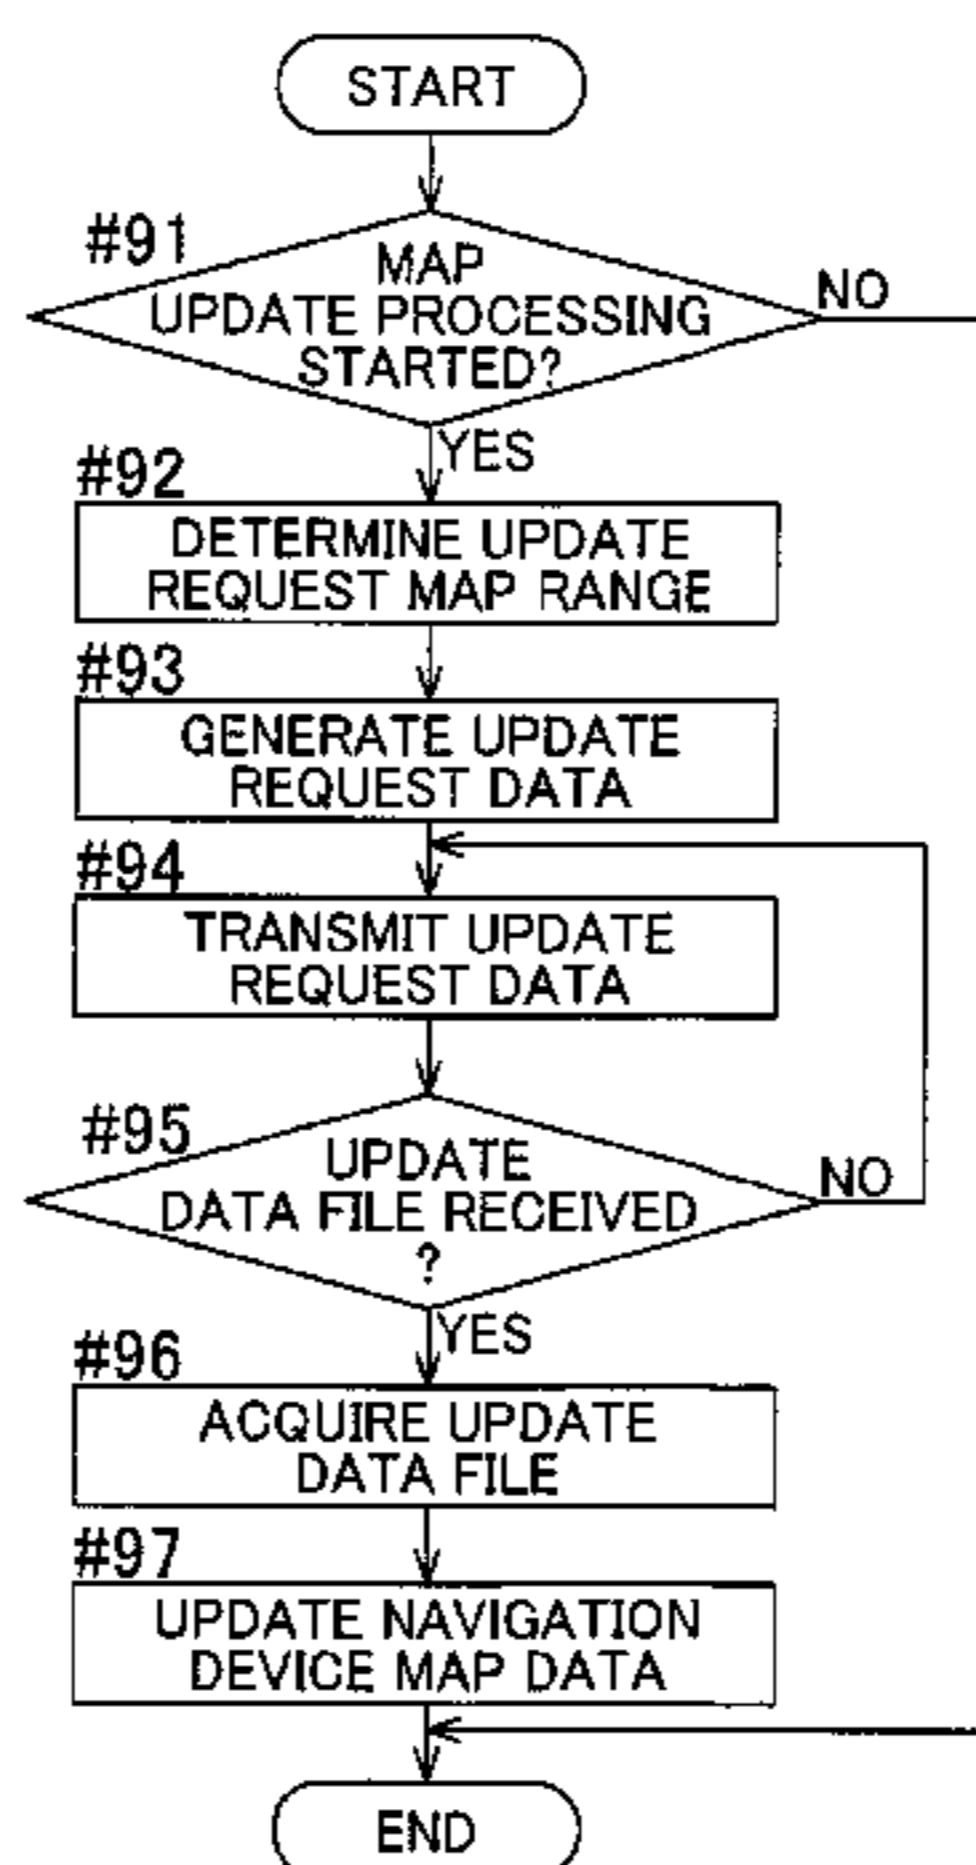 START
#91
MAP
UPDATE PROCESSING
STARTED?
NO
YES
#92
DETERMINE UPDATE
REQUEST MAP RANGE
#93
GENERATE UPDATE
REQUEST DATA
#94
TRANSMIT UPDATE
REQUEST DATA
#95
UPDATE
DATA FILE RECEIVED
?
NO
YES
#96
ACQUIRE UPDATE
DATA FILE
#97
UPDATE NAVIGATION
DEVICE MAP DATA
END